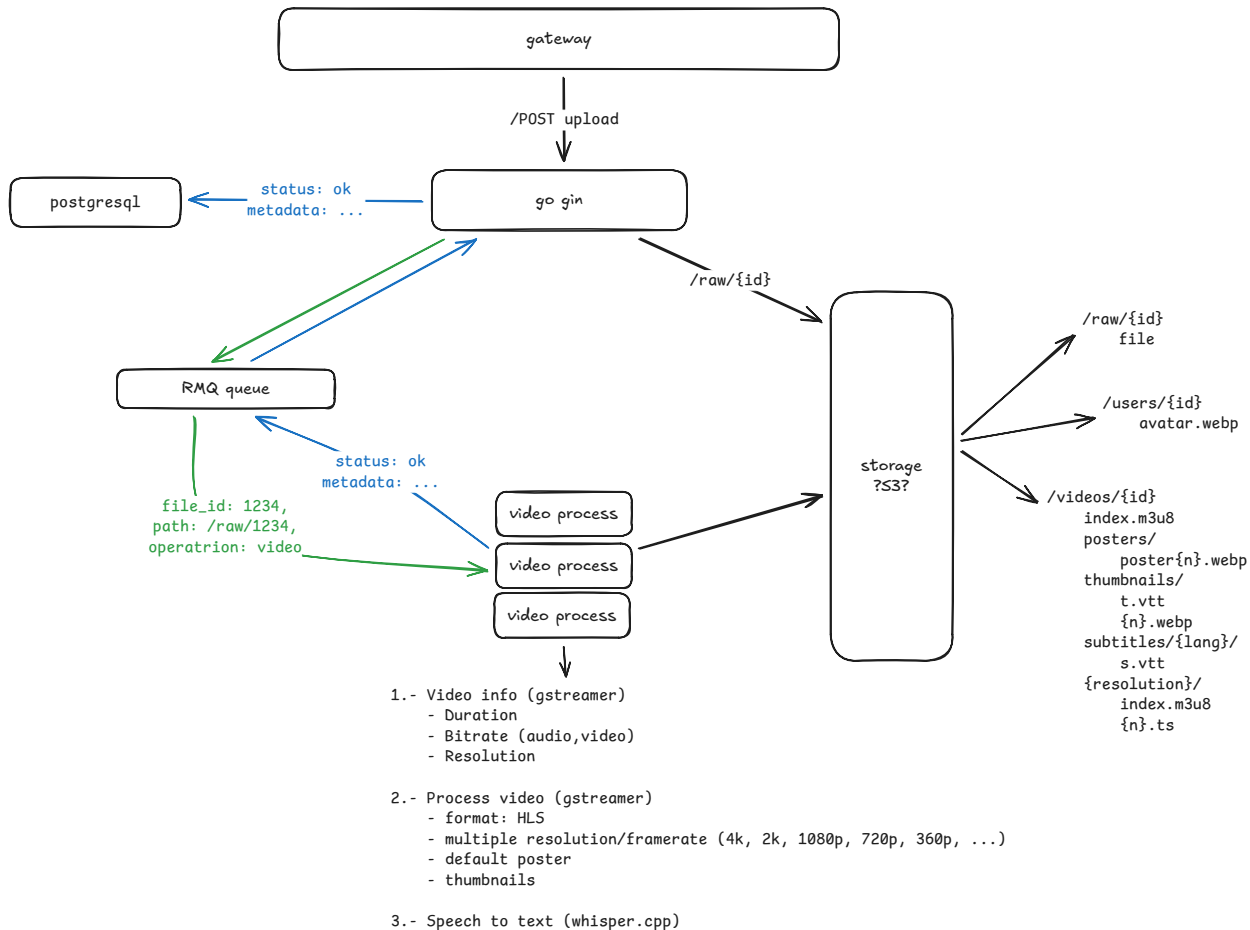 gateway
/POST upload
postgresql
status: ok
metadata: ...
go gin
/raw/{id}
RMQ queue
status: ok
metadata: ...
file_id: 1234,
path: /raw/1234,
operatrion: video
video process
video process
video process
storage
?S3?
/raw/{id}
file
/users/{id}
avatar.webp
/videos/{id}
index.m3u8
posters/
poster{n}.webp
thumbnails/
t.vtt
{n}.webp
subtitles/{lang}/
s.vtt
{resolution}/
index.m3u8
{n}.ts
1.- Video info (gstreamer)
- Duration
- Bitrate (audio,video)
- Resolution
2.- Process video (gstreamer)
- format: HLS
- multiple resolution/framerate (4k, 2k, 1080p, 720p, 360p, ...)
- default poster
- thumbnails
3.- Speech to text (whisper.cpp)